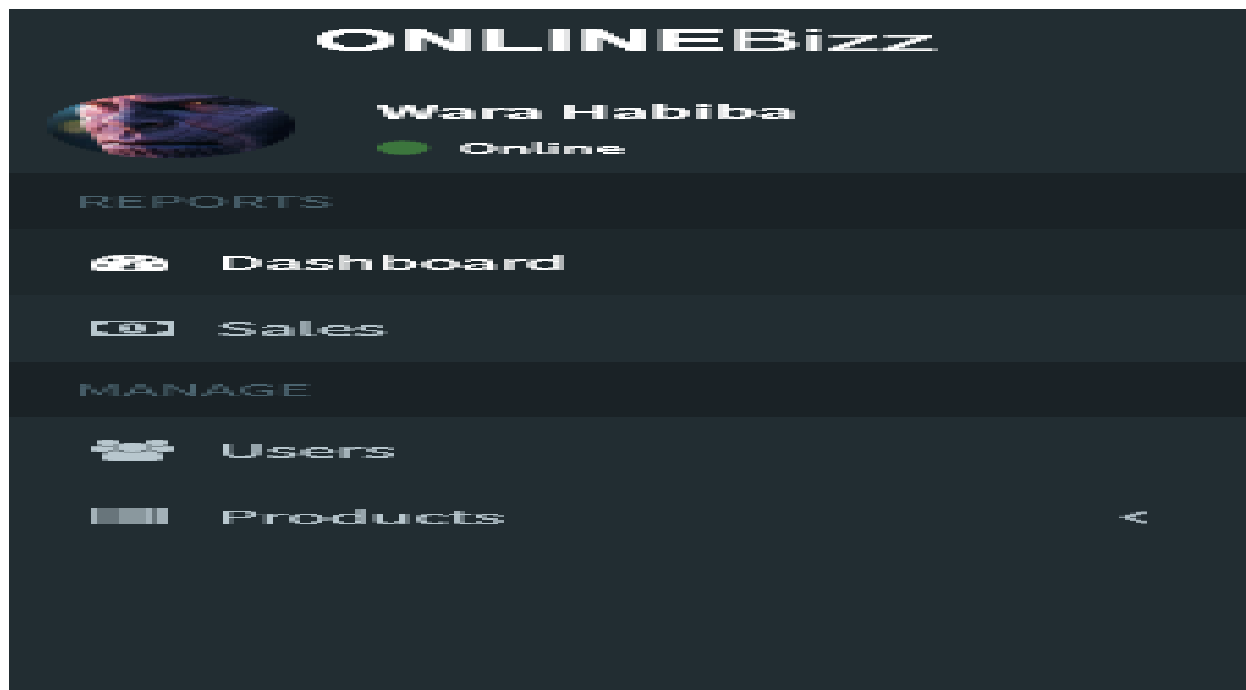 ONLINEBizz
Wara Habiba
Online
REPORTS
Dashboard
Sales
MANAGE
Users
Products